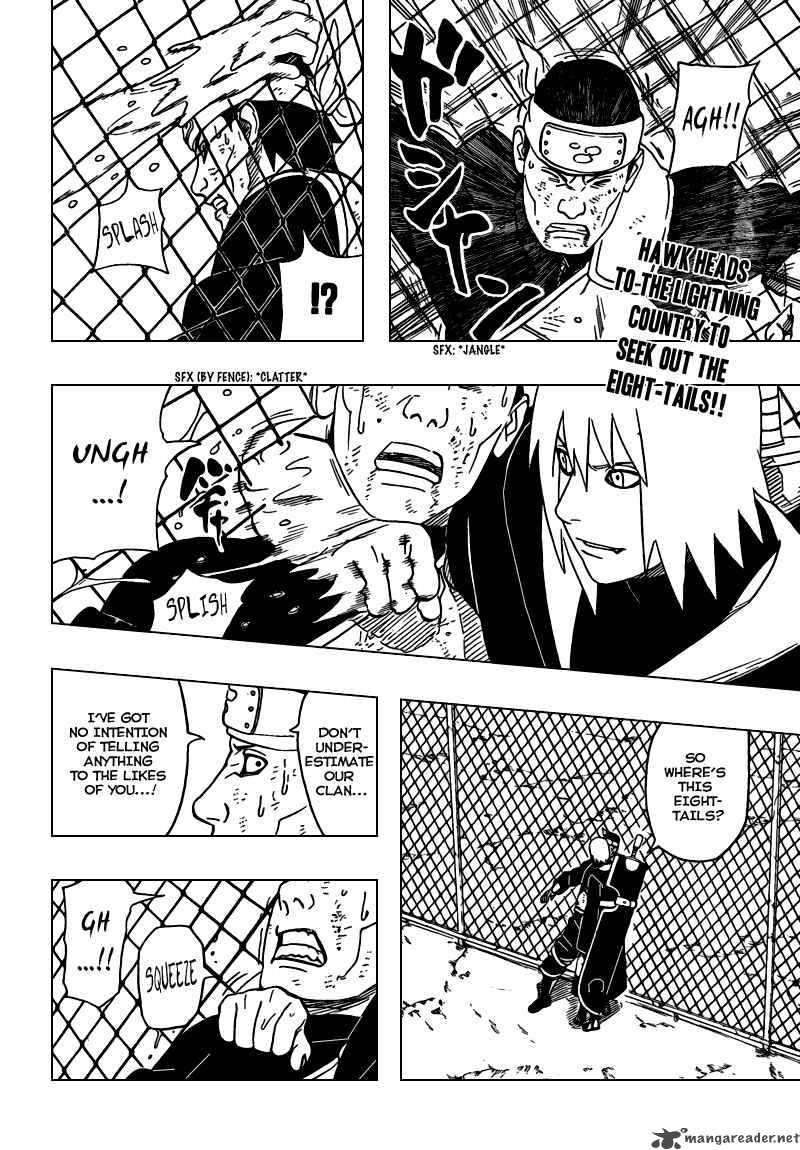 AGH!!
ガシャン
HAWK HEADS
TO THE LIGHTNING
COUNTRY TO
SEEK OUT THE
EIGHT-TAILS!!
SFX: *JANGLE*
SPLASH
!?
SFX (BY FENCE): *CLATTER*
UNGH
...!
SPLISH
SO
WHERE'S
THIS
EIGHT-
TAILS?
DON'T
UNDER-
ESTIMATE
OUR
CLAN...
I'VE GOT
NO INTENTION
OF TELLING
ANYTHING
TO THE LIKES
OF YOU...!
GH
...!!
SQUEEZE
mangareader.net